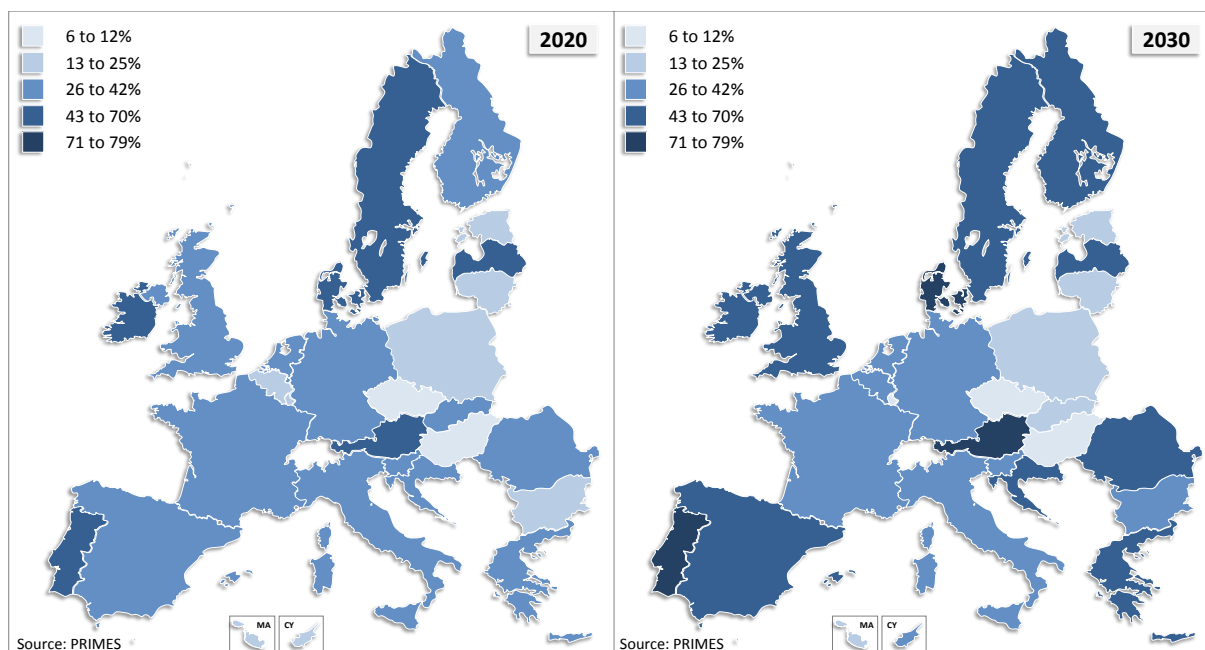 6 to 12%
13 to 25%
26 to 42%
43 to 70%
71 to 79%
2020
MA
CY
Source: PRIMES
6 to 12%
13 to 25%
26 to 42%
43 to 70%
71 to 79%
2030
MA
CY
Source: PRIMES